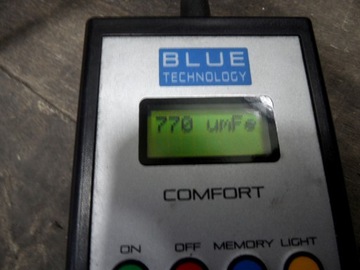 BLUE
TECHNOLOGY
770 umFe
COMFORT
ON OFF MEMORY LIGHT